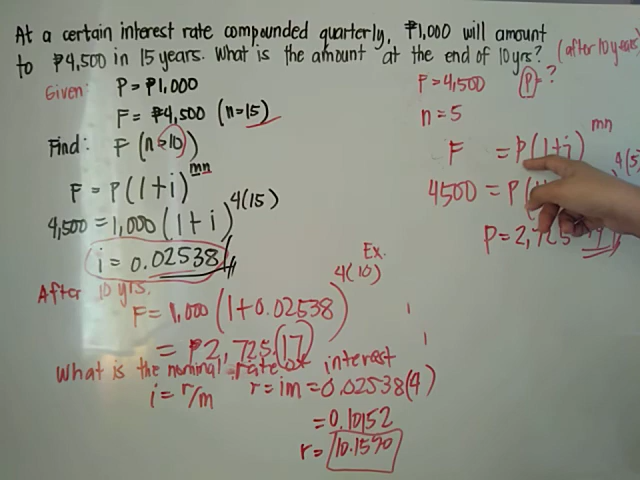 At a certain interest rate compounded quarterly, ₱1,000 will amount
to ₱4,500 in 15 years. What is the amount at the end of 10 yrs? (after 10 years)
Given: P = ₱1,000
F = ₱4,500 (n=15)
Find: F (n=10)
F = P(1+i)^mn
4,500 = 1,000(1+i)^4(15)
i = 0.02538
After 10 yrs.
Ex.
F = 1,000(1+0.02538)^4(10)
= ₱2,725.(17)
What is the nominal rate of interest
i = r/m r = im = 0.02538(4)
= 0.10152
r = 10.15%
F = 4,500 P = ?
n = 5
F = P(1+i)^mn
4500 = P( 4(5)
P = 2,725